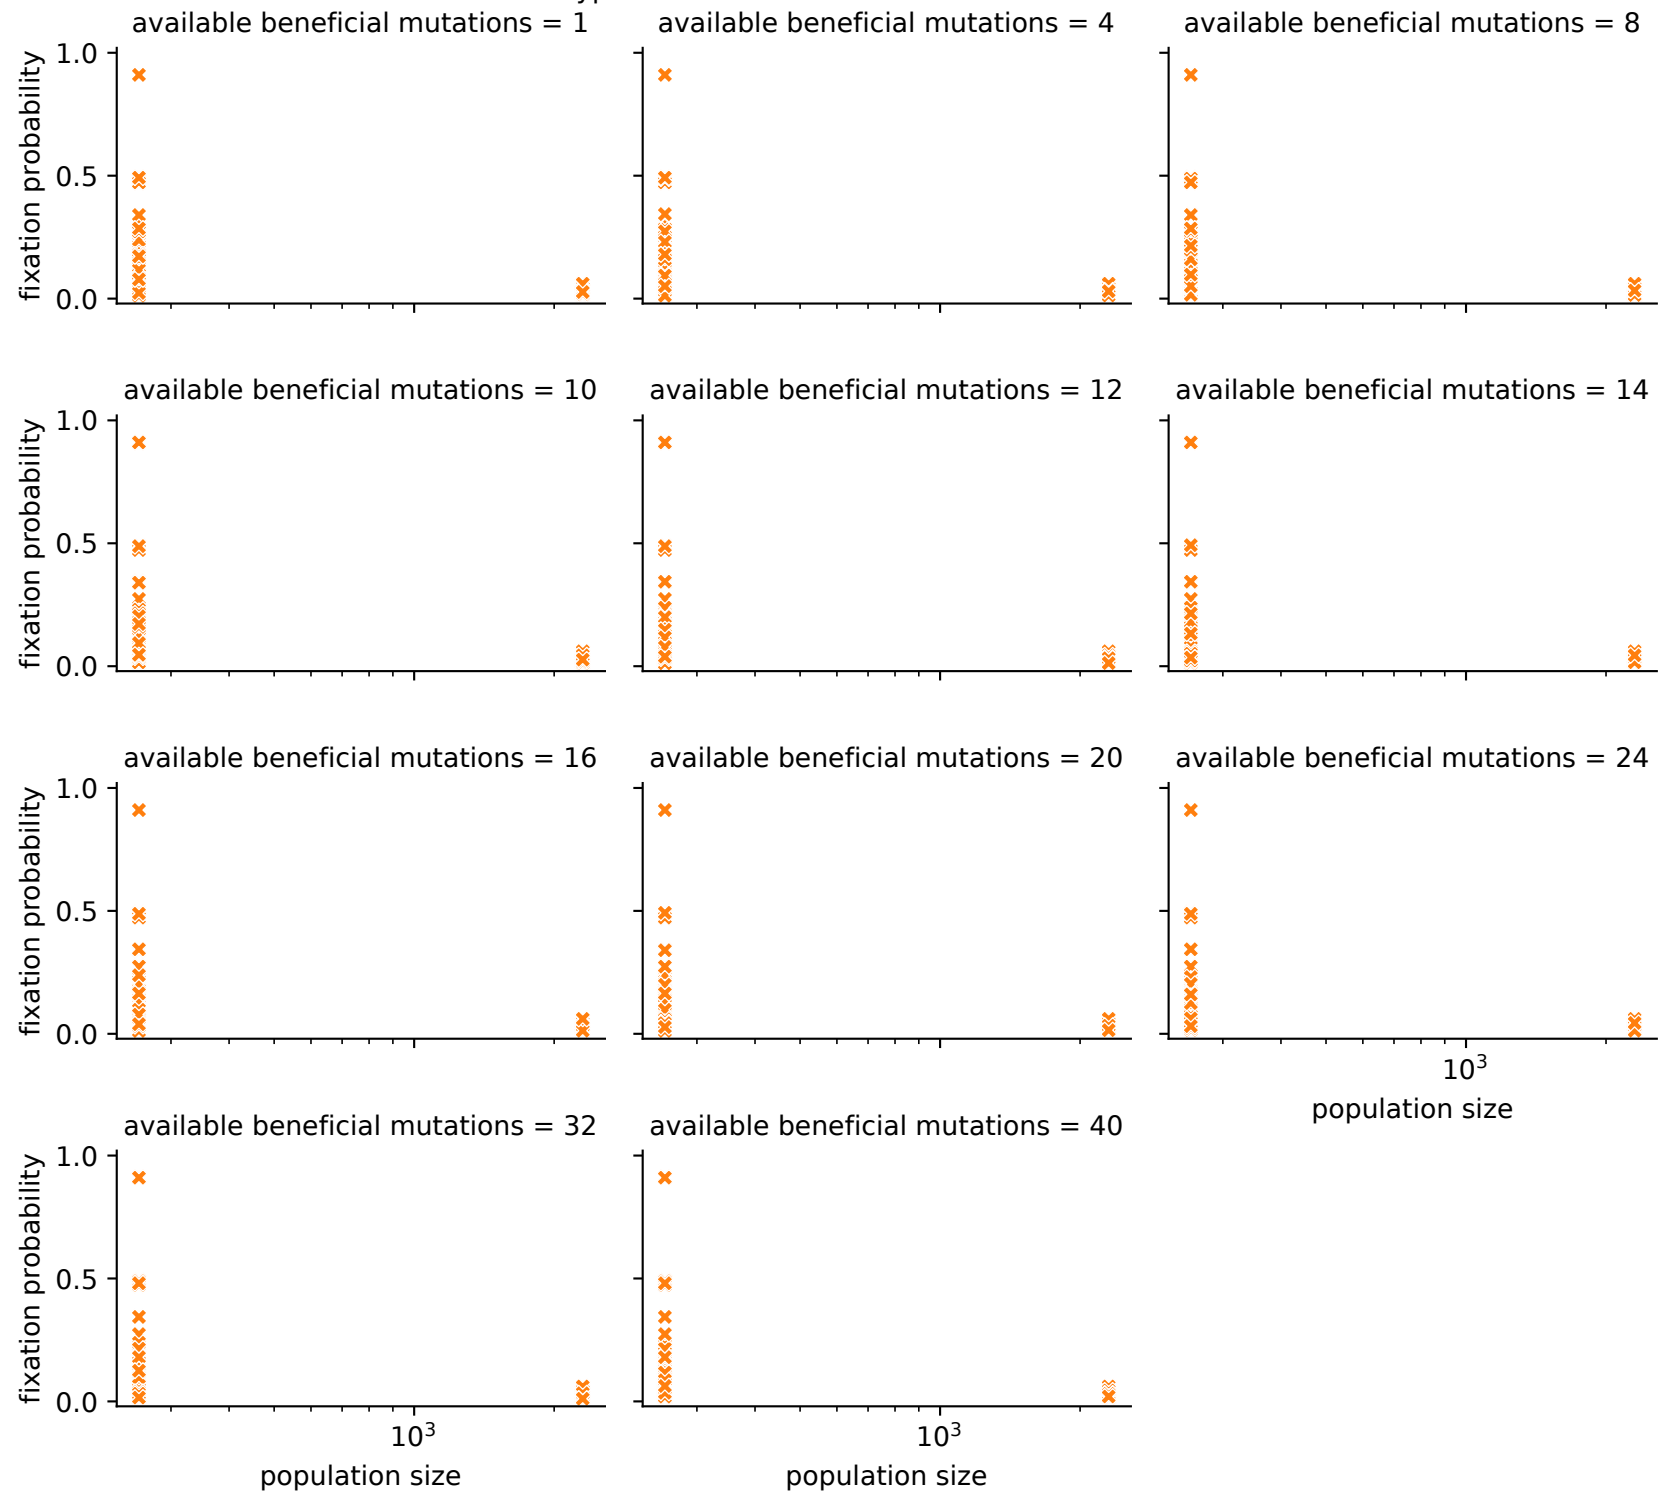 available beneficial mutations = 1
available beneficial mutations = 4
available beneficial mutations = 8
fixation probability
1.0
0.5
0.0
available beneficial mutations = 10
available beneficial mutations = 12
available beneficial mutations = 14
fixation probability
1.0
0.5
0.0
available beneficial mutations = 16
available beneficial mutations = 20
available beneficial mutations = 24
fixation probability
1.0
0.5
0.0
10³
population size
available beneficial mutations = 32
available beneficial mutations = 40
fixation probability
1.0
0.5
0.0
10³
10³
population size
population size